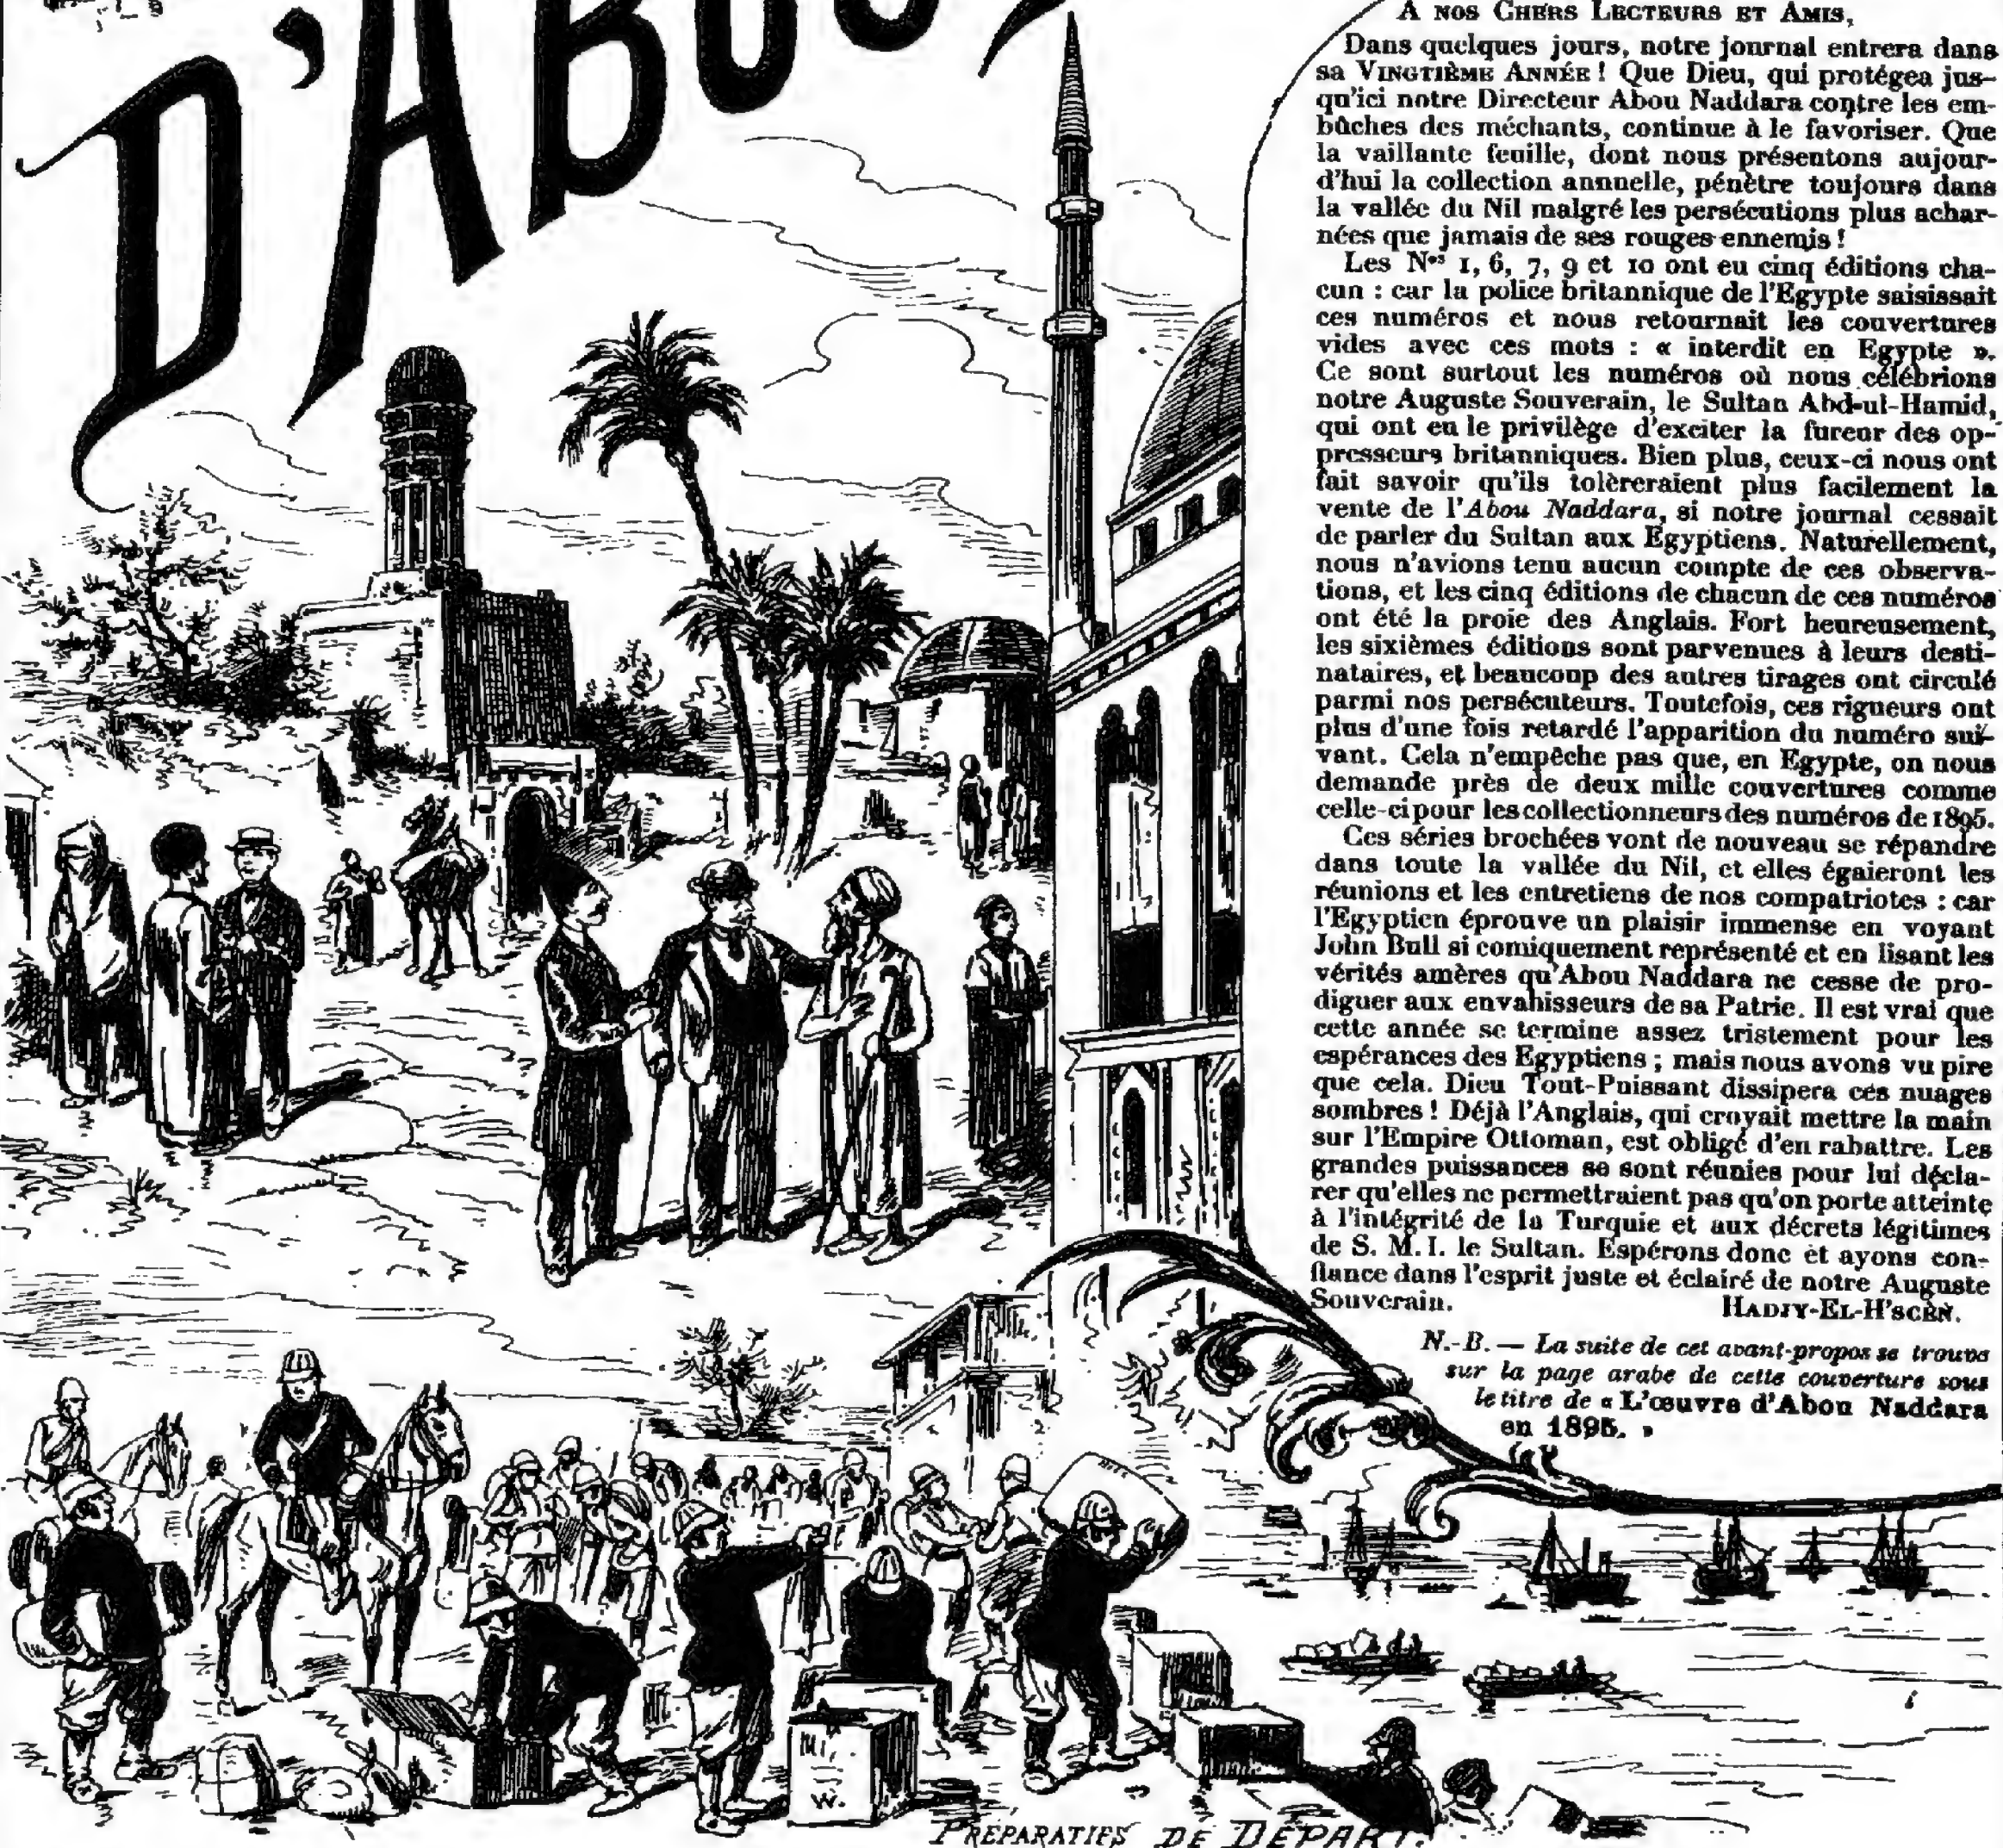 D'ABOU
A NOS CHERS LECTEURS ET AMIS,
Dans quelques jours, notre journal entrera dans
sa VINGTIÈME ANNÉE ! Que Dieu, qui protégea jus-
qu'ici notre Directeur Abou Naddara contre les em-
bûches des méchants, continue à le favoriser. Que
la vaillante feuille, dont nous présentons aujour-
d'hui la collection annuelle, pénètre toujours dans
la vallée du Nil malgré les persécutions plus achar-
nées que jamais de ses rouges ennemis !
Les Nos 1, 6, 7, 9 et 10 ont eu cinq éditions cha-
cun : car la police britannique de l'Egypte saisissait
ces numéros et nous retournait les couvertures
vides avec ces mots : « interdit en Egypte ».
Ce sont surtout les numéros où nous célébrions
notre Auguste Souverain, le Sultan Abd-ul-Hamid,
qui ont eu le privilège d'exciter la fureur des op-
presseurs britanniques. Bien plus, ceux-ci nous ont
fait savoir qu'ils tolèreraient plus facilement la
vente de l'Abou Naddara, si notre journal cessait
de parler du Sultan aux Egyptiens. Naturellement,
nous n'avions tenu aucun compte de ces observa-
tions, et les cinq éditions de chacun de ces numéros
ont été la proie des Anglais. Fort heureusement,
les sixièmes éditions sont parvenues à leurs desti-
nataires, et beaucoup des autres tirages ont circulé
parmi nos persécuteurs. Toutefois, ces rigueurs ont
plus d'une fois retardé l'apparition du numéro sui-
vant. Cela n'empêche pas que, en Egypte, on nous
demande près de deux mille couvertures comme
celle-ci pour les collectionneurs des numéros de 1895.
Ces séries brochées vont de nouveau se répandre
dans toute la vallée du Nil, et elles égaieront les
réunions et les entretiens de nos compatriotes : car
l'Egyptien éprouve un plaisir immense en voyant
John Bull si comiquement représenté et en lisant les
vérités amères qu'Abou Naddara ne cesse de pro-
diguer aux envahisseurs de sa Patrie. Il est vrai que
cette année se termine assez tristement pour les
espérances des Egyptiens ; mais nous avons vu pire
que cela. Dieu Tout-Puissant dissipera ces nuages
sombres ! Déjà l'Anglais, qui croyait mettre la main
sur l'Empire Ottoman, est obligé d'en rabattre. Les
grandes puissances se sont réunies pour lui décla-
rer qu'elles ne permettraient pas qu'on porte atteinte
à l'intégrité de la Turquie et aux décrets légitimes
de S. M. I. le Sultan. Espérons donc et ayons con-
fiance dans l'esprit juste et éclairé de notre Auguste
Souverain.
HADJY-EL-H'SCÈN.
N.-B. — La suite de cet avant-propos se trouve
sur la page arabe de cette couverture sous
le titre de « L'œuvre d'Abou Naddara
en 1895. »
W.
PRÉPARATIFS DE DÉPART.